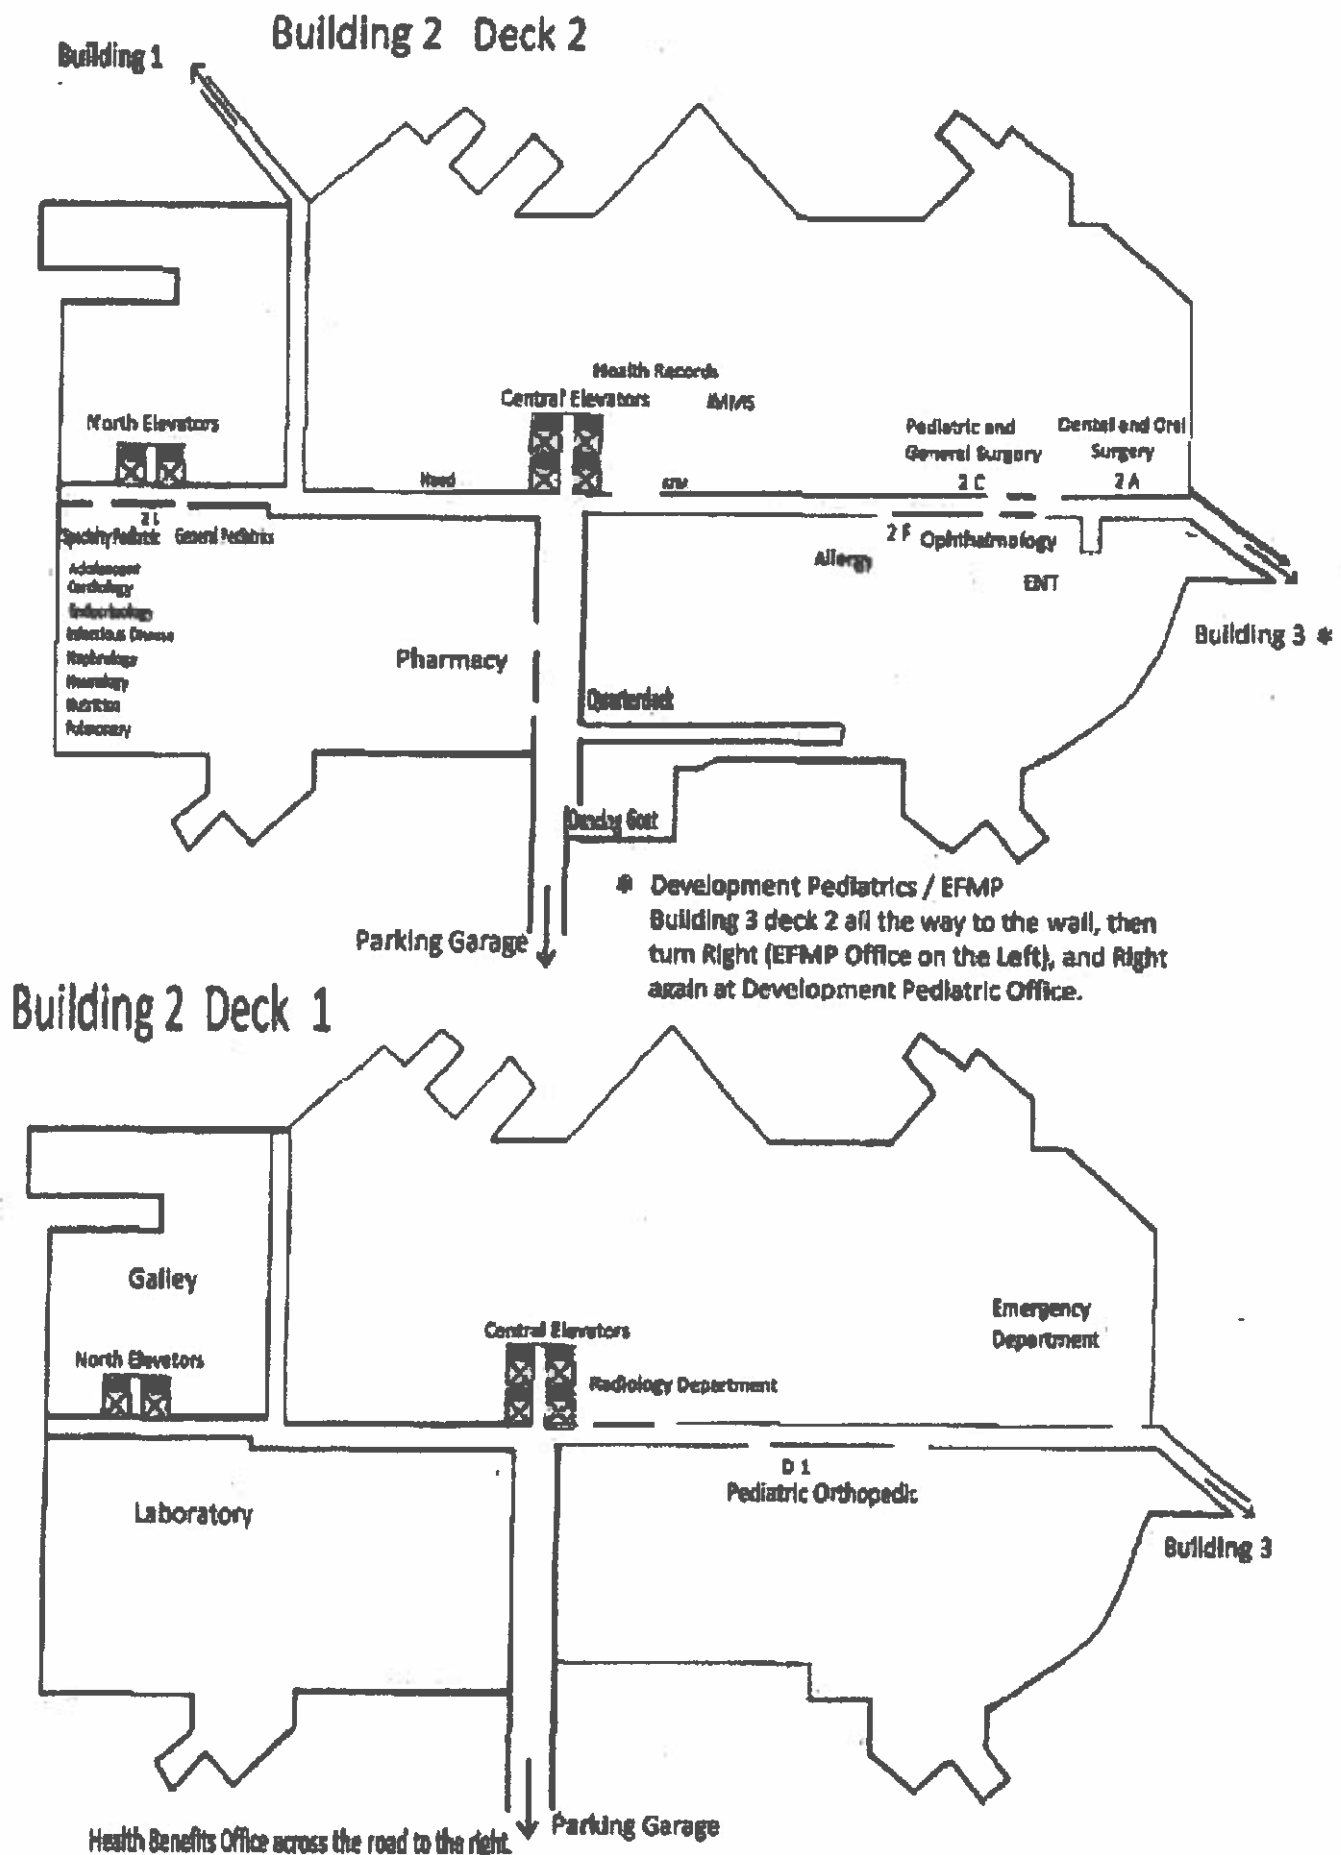 Building 2 Deck 2
Building 1
Health Records
Central Elevators
North Elevators
Pediatric and
General Surgery
2 C
Dental and Oral
Surgery
2 A
2 F
Ophthalmology
Allergy
ENT
General Pediatrics
Adolescent
Cardiology
Endocrinology
Infectious Disease
Nephrology
Neurology
Nutrition
Pulmonary
Pharmacy
Quarterdeck
Building 3 *
Dancing Goat
Parking Garage
* Development Pediatrics / EFMP
Building 3 deck 2 all the way to the wall, then
turn Right (EFMP Office on the Left), and Right
again at Development Pediatric Office.
Building 2 Deck 1
Galley
North Elevators
Central Elevators
Radiology Department
Emergency
Department
Laboratory
D 1
Pediatric Orthopedic
Building 3
Parking Garage
Health Benefits Office across the road to the right.